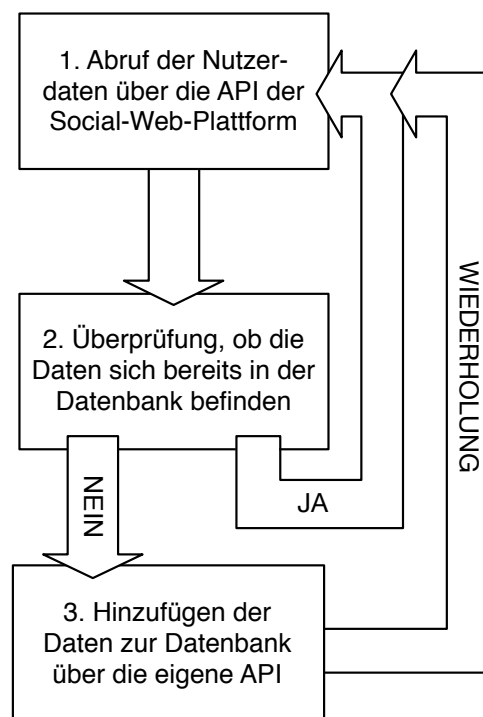 1. Abruf der Nutzer-
daten über die API der
Social-Web-Plattform
2. Überprüfung, ob die
Daten sich bereits in der
Datenbank befinden
NEIN
JA
WIEDERHOLUNG
3. Hinzufügen der
Daten zur Datenbank
über die eigene API